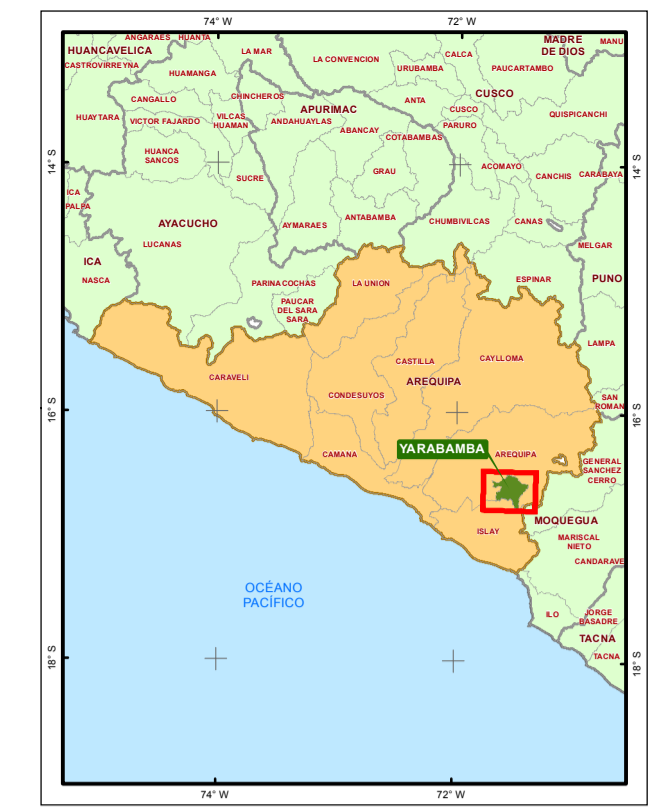 74° W
72° W
ANGARAES
HUANTA
HUANCAVELICA
CASTROVIRREYNA
LA MAR
LA CONVENCION
CALCA
MADRE
DE DIOS
MANU
HUAMANGA
URUBAMBA
PAUCARTAMBO
CANGALLO
CHINCHEROS
APURIMAC
ANTA
CUSCO
CUSCO
HUAYTARA
VICTOR FAJARDO
VILCAS
HUAMAN
ANDAHUAYLAS
ABANCAY
COTABAMBAS
PARURO
QUISPICANCHI
HUANCA
SANCOS
14° S
14° S
SUCRE
GRAU
ACOMAYO
CANCHIS
CARABAYA
ICA
PALPA
AYACUCHO
LUCANAS
AYMARAES
ANTABAMBA
CHUMBIVILCAS
CANAS
MELGAR
ICA
NASCA
PARINACOCHAS
LA UNION
ESPINAR
PUNO
PAUCAR
DEL SARA
SARA
LAMPA
CASTILLA
CAYLLOMA
CARAVELI
AREQUIPA
CONDESUYOS
SAN
ROMAN
16° S
16° S
CAMANA
YARABAMBA
AREQUIPA
GENERAL
SANCHEZ
CERRO
ISLAY
MOQUEGUA
MARISCAL
NIETO
CANDARAVE
OCÉANO
PACÍFICO
ILO
JORGE
BASADRE
TACNA
TACNA
18° S
18° S
74° W
72° W